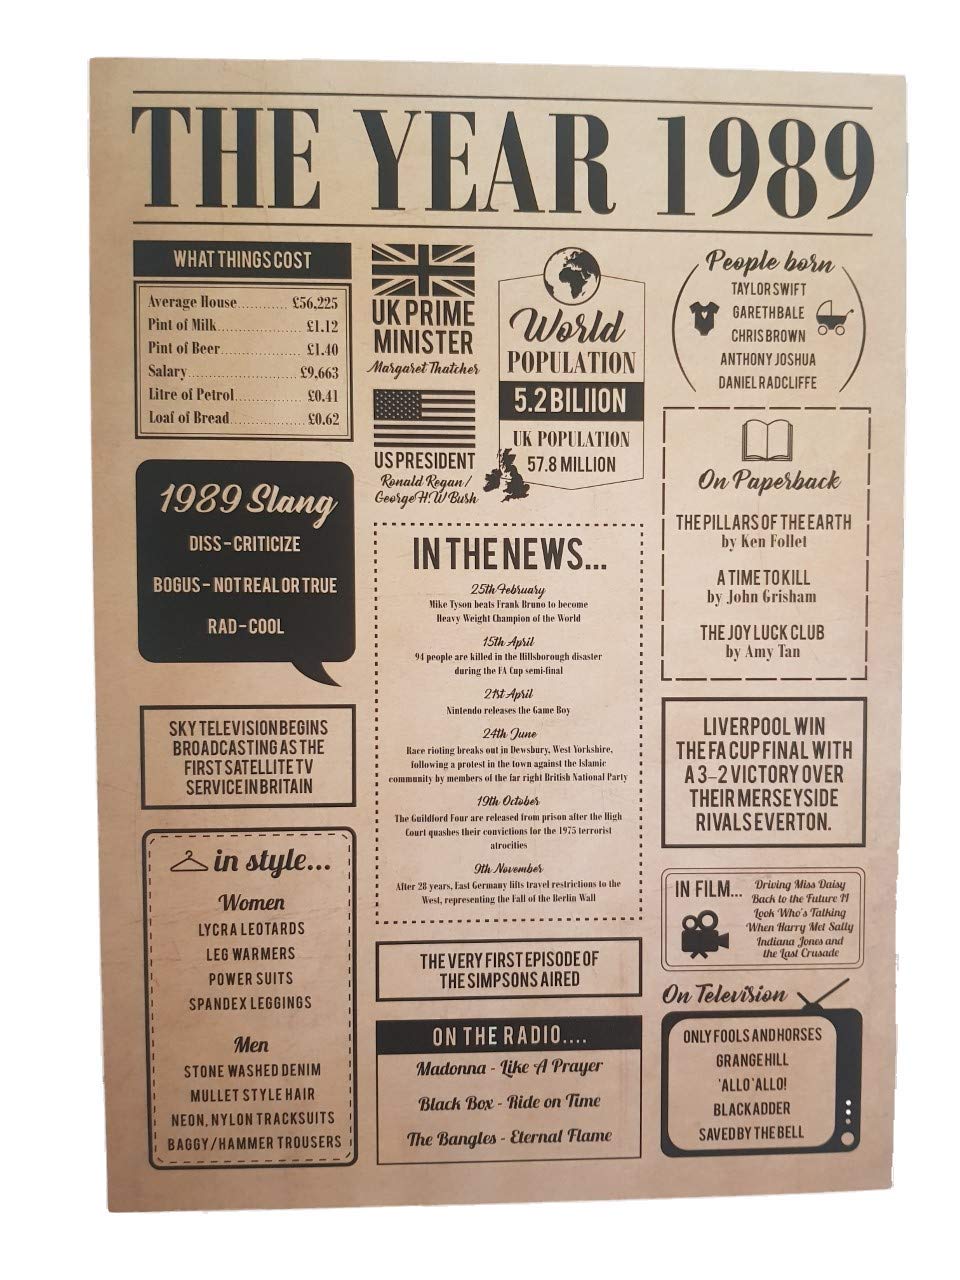 THE YEAR 1989
WHAT THINGS COST
Average House............ £56,225
Pint of Milk..................... £1.12
Pint of Beer.................... £1.40
Salary........................... £9,663
Litre of Petrol................. £0.41
Loaf of Bread.................. £0.62
UK PRIME
MINISTER
Margaret Thatcher
US PRESIDENT
Ronald Regan/
George H.W Bush
World
POPULATION
5.2 BILIION
UK POPULATION
57.8 MILLION
People born
TAYLOR SWIFT
GARETH BALE
CHRIS BROWN
ANTHONY JOSHUA
DANIEL RADCLIFFE
1989 Slang
DISS - CRITICIZE
BOGUS - NOT REAL OR TRUE
RAD - COOL
IN THE NEWS...
25th February
Mike Tyson beats Frank Bruno to become
Heavy Weight Champion of the World
15th April
94 people are killed in the Hillsborough disaster
during the FA Cup semi-final
21st April
Nintendo releases the Game Boy
24th June
Race rioting breaks out in Dewsbury, West Yorkshire,
following a protest in the town against the Islamic
community by members of the far right British National Party
19th October
The Guildford Four are released from prison after the High
Court quashes their convictions for the 1975 terrorist
atrocities
9th November
After 28 years, East Germany lifts travel restrictions to the
West, representing the Fall of the Berlin Wall
On Paperback
THE PILLARS OF THE EARTH
by Ken Follet
A TIME TO KILL
by John Grisham
THE JOY LUCK CLUB
by Amy Tan
SKY TELEVISION BEGINS
BROADCASTING AS THE
FIRST SATELLITE TV
SERVICE IN BRITAIN
LIVERPOOL WIN
THE FA CUP FINAL WITH
A 3–2 VICTORY OVER
THEIR MERSEYSIDE
RIVALS EVERTON.
in style...
Women
LYCRA LEOTARDS
LEG WARMERS
POWER SUITS
SPANDEX LEGGINGS
Men
STONE WASHED DENIM
MULLET STYLE HAIR
NEON, NYLON TRACKSUITS
BAGGY/HAMMER TROUSERS
THE VERY FIRST EPISODE OF
THE SIMPSONS AIRED
ON THE RADIO....
Madonna - Like A Prayer
Black Box - Ride on Time
The Bangles - Eternal Flame
IN FILM...
Driving Miss Daisy
Back to the Future II
Look Who's Talking
When Harry Met Sally
Indiana Jones and
the Last Crusade
On Television
ONLY FOOLS AND HORSES
GRANGE HILL
'ALLO 'ALLO!
BLACKADDER
SAVED BY THE BELL